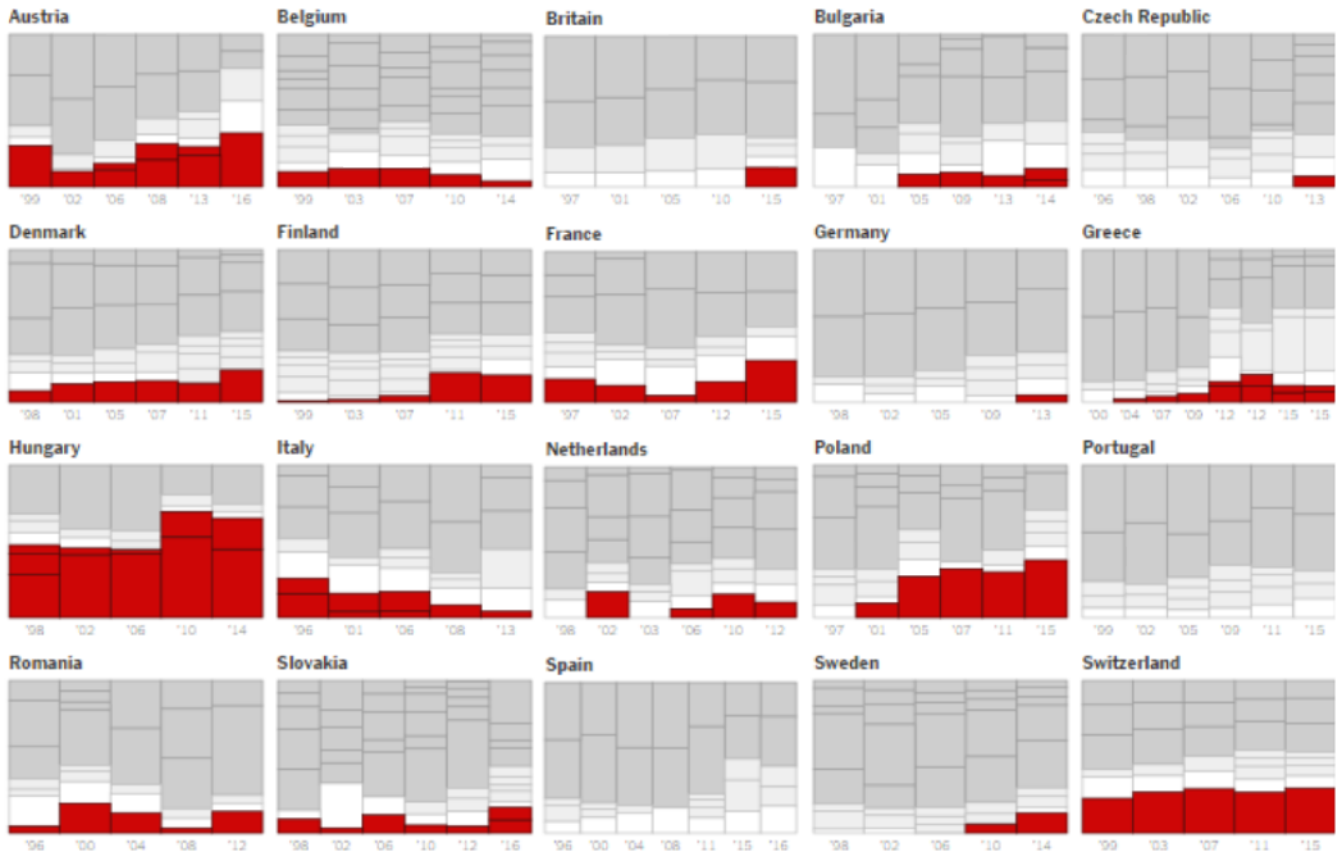 Austria Belgium Britain Bulgaria Czech Republic
'99 '02 '06 '08 '13 '16 '99 '03 '07 '10 '14 '97 '01 '05 '10 '15 '97 '01 '05 '09 '13 '14 '96 '98 '02 '06 '10 '13
Denmark Finland France Germany Greece
'98 '01 '05 '07 '11 '15 '99 '03 '07 '11 '15 '97 '02 '07 '12 '15 '98 '02 '05 '09 '13 '00 '04 '07 '09 '12 '12 '15 '15
Hungary Italy Netherlands Poland Portugal
'98 '02 '06 '10 '14 '96 '01 '06 '08 '13 '98 '02 '03 '06 '10 '12 '97 '01 '05 '07 '11 '15 '99 '02 '05 '09 '11 '15
Romania Slovakia Spain Sweden Switzerland
'96 '00 '04 '08 '12 '98 '02 '06 '10 '12 '16 '96 '00 '04 '08 '11 '15 '16 '98 '02 '06 '10 '14 '99 '03 '07 '11 '15